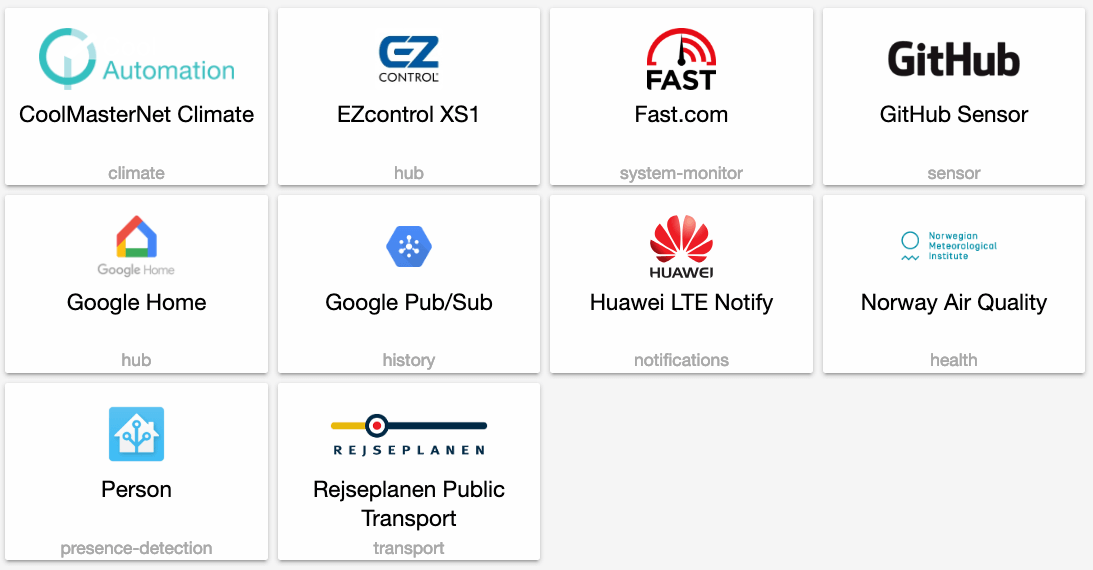 Automation
CoolMasterNet Climate
climate
EZ
CONTROL
EZcontrol XS1
hub
FAST
Fast.com
system-monitor
GitHub
GitHub Sensor
sensor
Google Home
Google Home
hub
Google Pub/Sub
history
HUAWEI
Huawei LTE Notify
notifications
Norwegian
Meteorological
Institute
Norway Air Quality
health
Person
presence-detection
REJSEPLANEN
Rejseplanen Public
Transport
transport